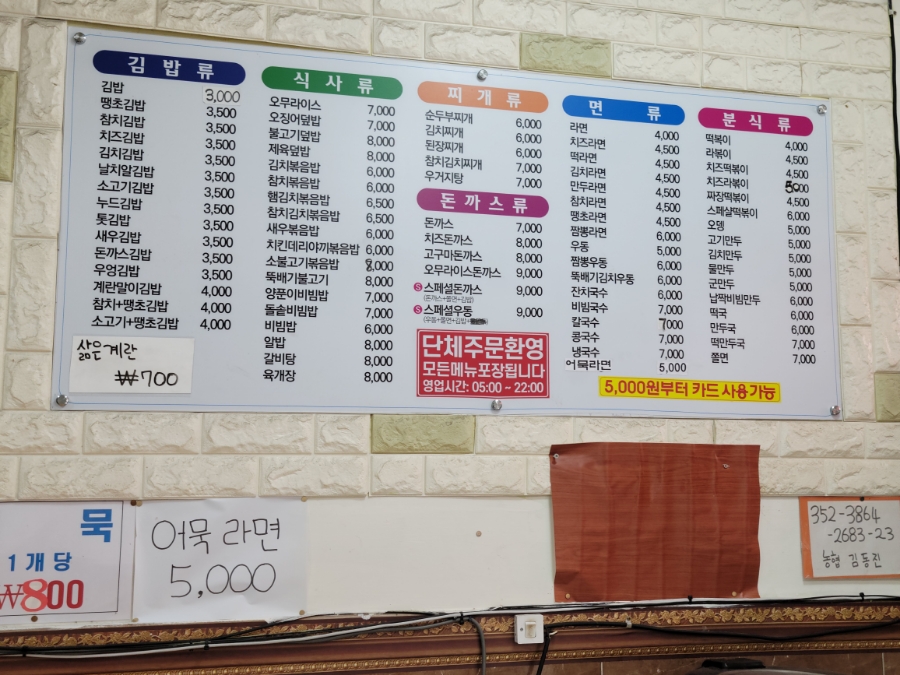 김 밥 류
김밥 3,000
땡초김밥 3,500
참치김밥 3,500
치즈김밥 3,500
김치김밥 3,500
날치알김밥 3,500
소고기김밥 3,500
누드김밥 3,500
톳김밥 3,500
새우김밥 3,500
돈까스김밥 3,500
우엉김밥 3,500
계란말이김밥 4,000
참치+땡초김밥 4,000
소고기+땡초김밥 4,000
삶은계란
₩700
식 사 류
오무라이스 7,000
오징어덮밥 7,000
불고기덮밥 8,000
제육덮밥 8,000
김치볶음밥 6,000
참치볶음밥 6,000
햄김치볶음밥 6,500
참치김치볶음밥 6,500
새우볶음밥 6,000
치킨데리야끼볶음밥 6,000
소불고기볶음밥 8,000
뚝배기불고기 8,000
양푼이비빔밥 7,000
돌솥비빔밥 7,000
비빔밥 6,000
알밥 8,000
갈비탕 8,000
육개장 8,000
찌 개 류
순두부찌개 6,000
김치찌개 6,000
된장찌개 6,000
참치김치찌개 7,000
우거지탕 7,000
돈 까 스 류
돈까스 7,000
치즈돈까스 8,000
고구마돈까스 8,000
오무라이스돈까스 9,000
S 스페셜돈까스 9,000
(돈까스+쫄면+김밥)
S 스페셜우동 9,000
(우동+쫄면+김밥+
단체주문환영
모든메뉴포장됩니다
영업시간: 05:00 ~ 22:00
면 류
라면 4,000
치즈라면 4,500
떡라면 4,500
김치라면 4,500
만두라면 4,500
참치라면 4,500
땡초라면 4,500
짬뽕라면 6,000
우동 5,000
짬뽕우동 6,000
뚝배기김치우동 6,000
잔치국수 6,000
비빔국수 6,000
칼국수 7000
콩국수 7,000
냉국수 7,000
어묵라면 5,000
분 식 류
떡볶이 4,000
라볶이 4,500
치즈떡볶이 4,500
치즈라볶이 5000
짜장떡볶이 4,500
스페셜떡볶이 6,000
오뎅 5,000
고기만두 5,000
김치만두 5,000
물만두 5,000
군만두 5,000
납짝비빔만두 6,000
떡국 6,000
만두국 6,000
떡만두국 7,000
쫄면 7,000
5,000원부터 카드 사용가능
묵
1개당
₩800
어묵 라면
5,000
352-3864
-2683-23
농협 김동진